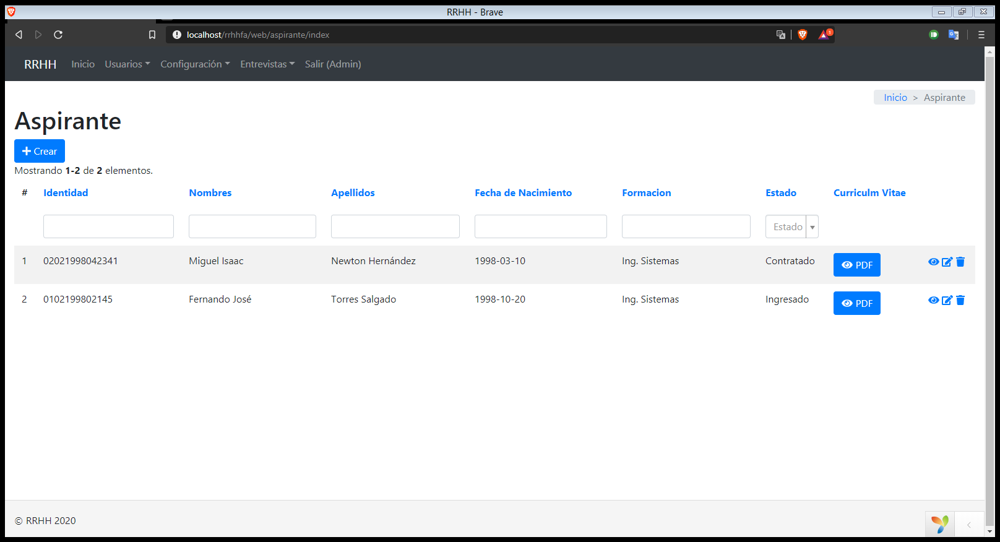 RRHH - Brave
localhost/rrhhfa/web/aspirante/index
1
RRHH Inicio Usuarios Configuración Entrevistas Salir (Admin)
Inicio > Aspirante
Aspirante
Crear
Mostrando 1-2 de 2 elementos.
# Identidad Nombres Apellidos Fecha de Nacimiento Formacion Estado Curriculm Vitae
Estado
1 02021998042341 Miguel Isaac Newton Hernández 1998-03-10 Ing. Sistemas Contratado PDF
2 0102199802145 Fernando José Torres Salgado 1998-10-20 Ing. Sistemas Ingresado PDF
© RRHH 2020